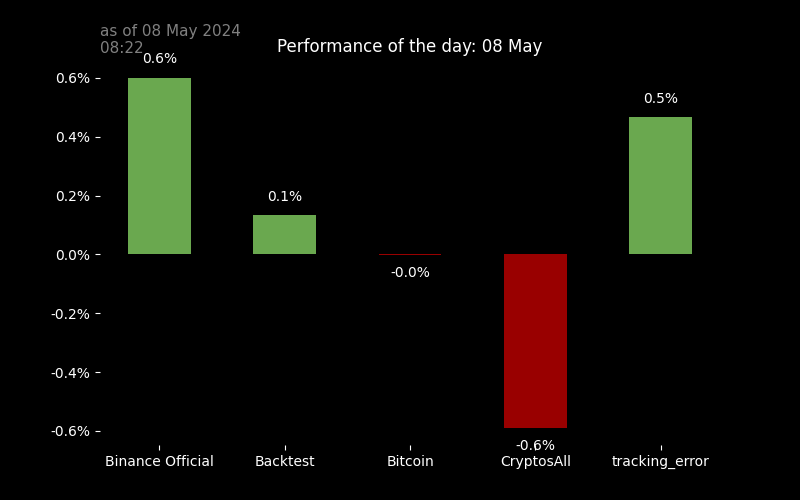 as of 08 May 2024
08:22
Performance of the day: 08 May
0.6%
0.1%
-0.0%
-0.6%
0.5%
0.6%
0.4%
0.2%
0.0%
-0.2%
-0.4%
-0.6%
Binance Official
Backtest
Bitcoin
CryptosAll
tracking_error